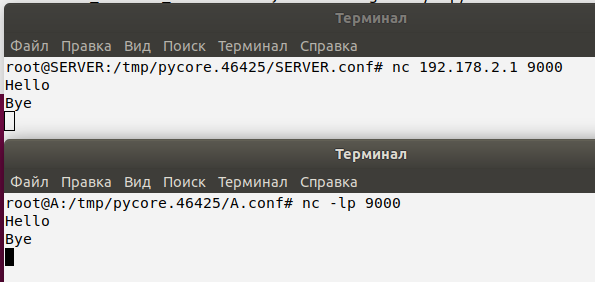 Терминал
Файл Правка Вид Поиск Терминал Справка
root@SERVER:/tmp/pycore.46425/SERVER.conf# nc 192.178.2.1 9000
Hello
Bye
Терминал
Файл Правка Вид Поиск Терминал Справка
root@A:/tmp/pycore.46425/A.conf# nc -lp 9000
Hello
Bye